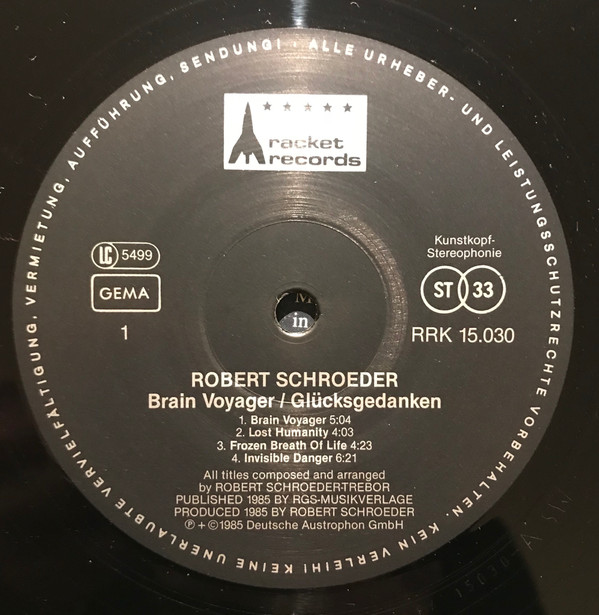 ALLE URHEBER- UND LEISTUNGSSCHUTZRECHTE VORBEHALTEN. KEIN VERLEIH! KEINE UNERLAUBTE VERVIELFÄLTIGUNG, VERMIETUNG, AUFFÜHRUNG, SENDUNG!
racket
records
LC 5499
GEMA
1
Kunstkopf-
Stereophonie
ST 33
RRK 15.030
M
in
ROBERT SCHROEDER
Brain Voyager / Glücksgedanken
1. Brain Voyager 5:04
2. Lost Humanity 4:03
3. Frozen Breath Of Life 4:23
4. Invisible Danger 6:21
All titles composed and arranged
by ROBERT SCHROEDER-TREBOR
PUBLISHED 1985 BY RGS-MUSIKVERLAGE
PRODUCED 1985 BY ROBERT SCHROEDER
℗ + © 1985 Deutsche Austrophon GmbH